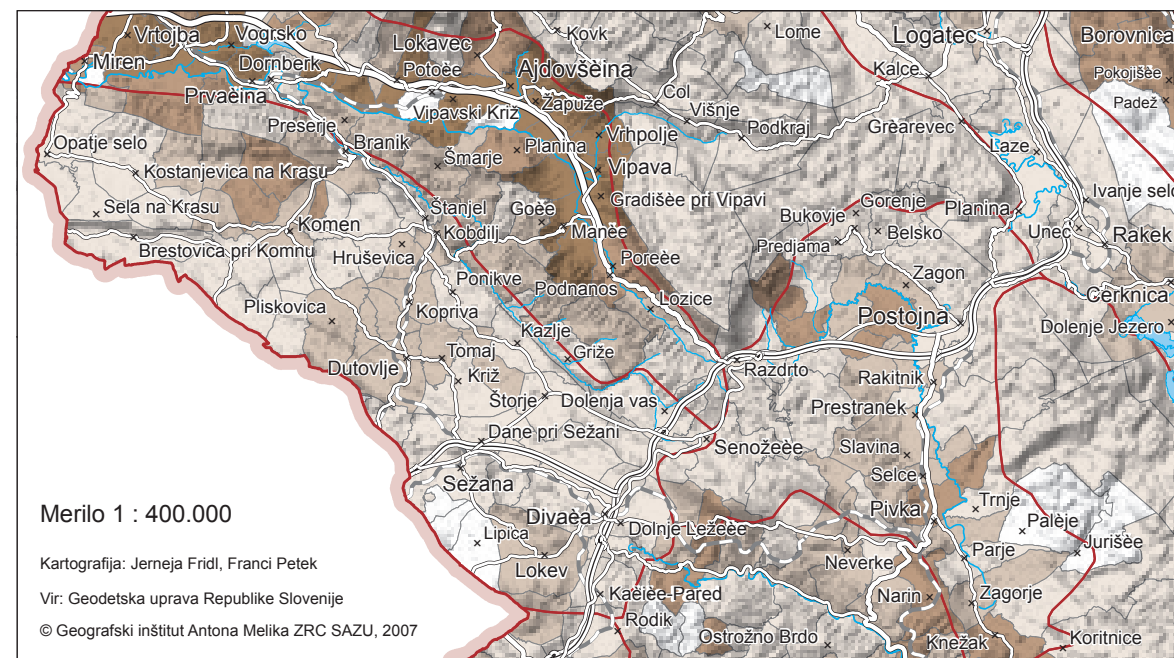 Vrtojba
Vogrsko
Lokavec
Kovk
Lome
Logatec
Borovnica
Miren
Dornberk
Potoèe
Ajdovšèina
Kalce
Pokojišèe
Prvaèina
Vipavski Križ
Žapuže
Col
Višnje
Padež
Preserje
Vrhpolje
Podkraj
Grèarevec
Opatje selo
Branik
Planina
Laze
Kostanjevica na Krasu
Šmarje
Vipava
Ivanje selo
Sela na Krasu
Štanjel
Goèe
Gradišèe pri Vipavi
Gorenje
Planina
Komen
Kobdilj
Manèe
Bukovje
Belsko
Unec
Rakek
Brestovica pri Komnu
Hruševica
Predjama
Poreèe
Zagon
Ponikve
Podnanos
Lozice
Cerknica
Pliskovica
Kopriva
Kazlje
Postojna
Dolenje Jezero
Tomaj
Griže
Dutovlje
Križ
Razdrto
Rakitnik
Štorje
Dolenja vas
Prestranek
Dane pri Sežani
Senožeèe
Slavina
Selce
Sežana
Trnje
Merilo 1 : 400.000
Divaèa
Dolnje Ležeèe
Pivka
Palèje
Lipica
Jurišèe
Kartografija: Jerneja Fridl, Franci Petek
Lokev
Neverke
Parje
Vir: Geodetska uprava Republike Slovenije
Kaèièe-Pared
Narin
Zagorje
© Geografski inštitut Antona Melika ZRC SAZU, 2007
Rodik
Ostrožno Brdo
Knežak
Koritnice